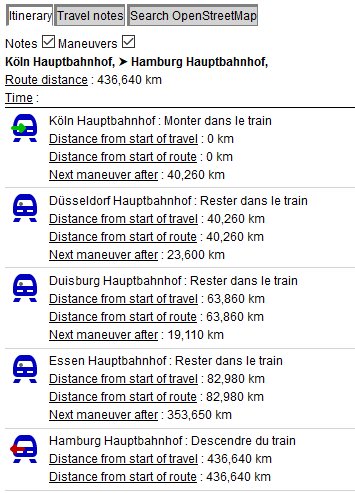 Itinerary Travel notes Search OpenStreetMap
Notes Maneuvers
Köln Hauptbahnhof, ➤ Hamburg Hauptbahnhof,
Route distance : 436,640 km
Time :
Köln Hauptbahnhof : Monter dans le train
Distance from start of travel : 0 km
Distance from start of route : 0 km
Next maneuver after : 40,260 km
Düsseldorf Hauptbahnhof : Rester dans le train
Distance from start of travel : 40,260 km
Distance from start of route : 40,260 km
Next maneuver after : 23,600 km
Duisburg Hauptbahnhof : Rester dans le train
Distance from start of travel : 63,860 km
Distance from start of route : 63,860 km
Next maneuver after : 19,110 km
Essen Hauptbahnhof : Rester dans le train
Distance from start of travel : 82,980 km
Distance from start of route : 82,980 km
Next maneuver after : 353,650 km
Hamburg Hauptbahnhof : Descendre du train
Distance from start of travel : 436,640 km
Distance from start of route : 436,640 km